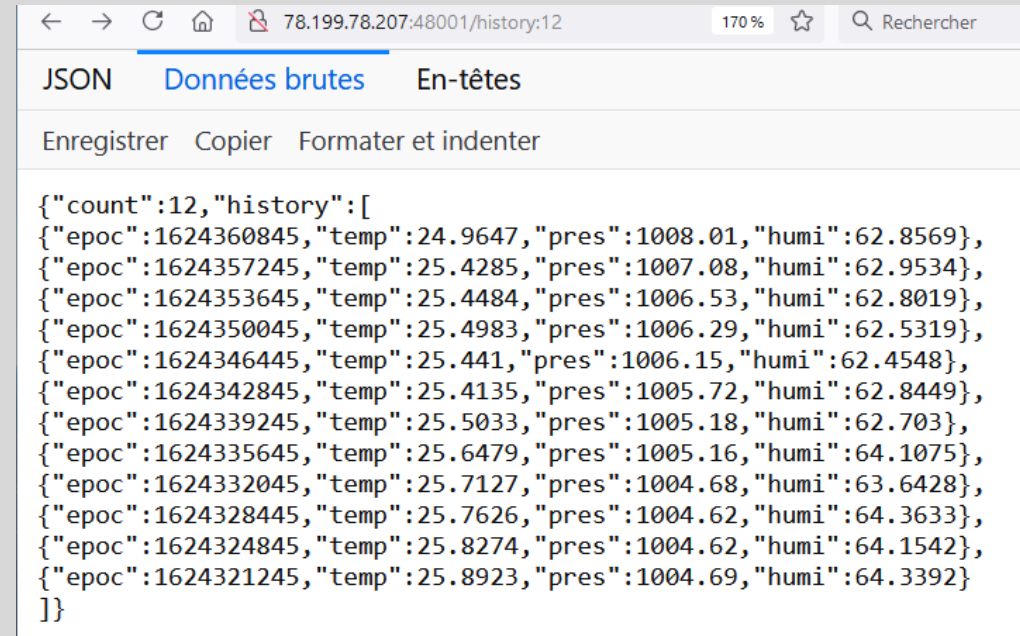 78.199.78.207:48001/history:12 170 % Rechercher
JSON Données brutes En-têtes
Enregistrer Copier Formater et indenter
{"count":12,"history":[
{"epoc":1624360845,"temp":24.9647,"pres":1008.01,"humi":62.8569},
{"epoc":1624357245,"temp":25.4285,"pres":1007.08,"humi":62.9534},
{"epoc":1624353645,"temp":25.4484,"pres":1006.53,"humi":62.8019},
{"epoc":1624350045,"temp":25.4983,"pres":1006.29,"humi":62.5319},
{"epoc":1624346445,"temp":25.441,"pres":1006.15,"humi":62.4548},
{"epoc":1624342845,"temp":25.4135,"pres":1005.72,"humi":62.8449},
{"epoc":1624339245,"temp":25.5033,"pres":1005.18,"humi":62.703},
{"epoc":1624335645,"temp":25.6479,"pres":1005.16,"humi":64.1075},
{"epoc":1624332045,"temp":25.7127,"pres":1004.68,"humi":63.6428},
{"epoc":1624328445,"temp":25.7626,"pres":1004.62,"humi":64.3633},
{"epoc":1624324845,"temp":25.8274,"pres":1004.62,"humi":64.1542},
{"epoc":1624321245,"temp":25.8923,"pres":1004.69,"humi":64.3392}
]}